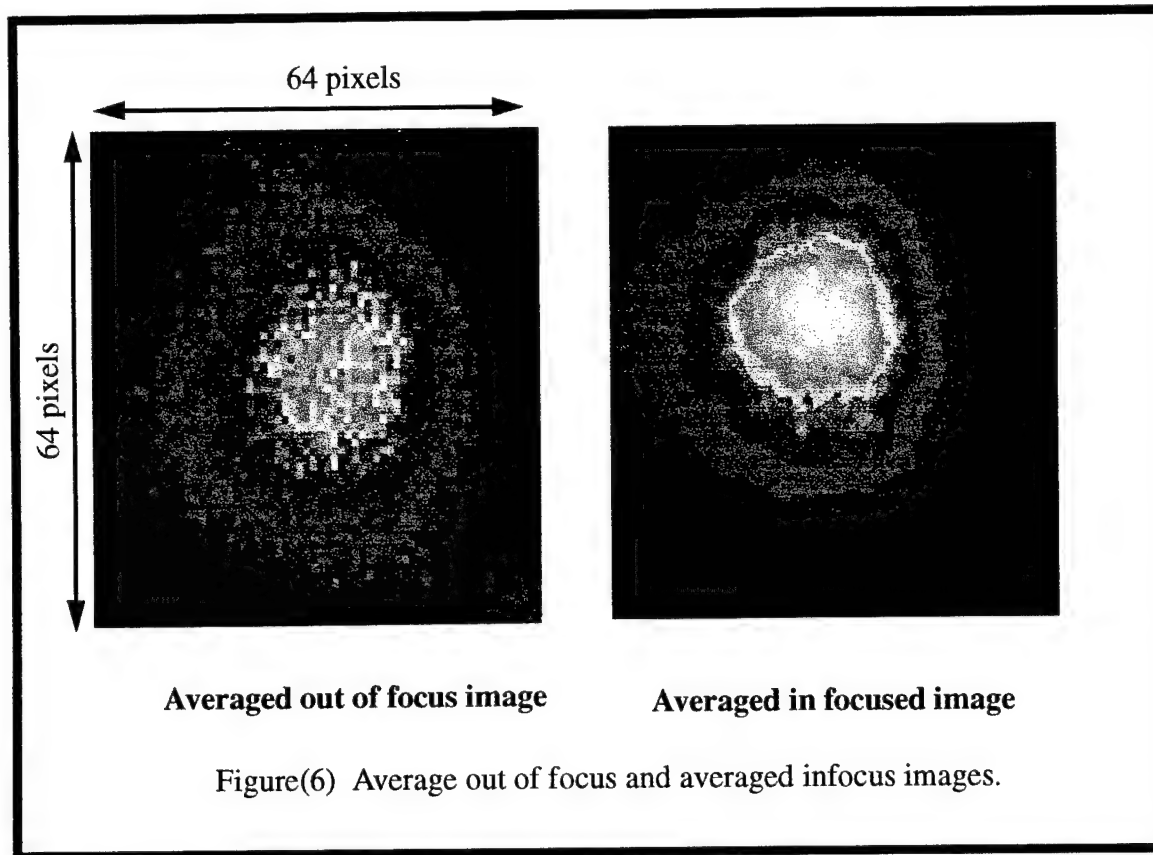 64 pixels
64 pixels
Averaged out of focus image
Averaged in focused image
Figure(6) Average out of focus and averaged infocus images.